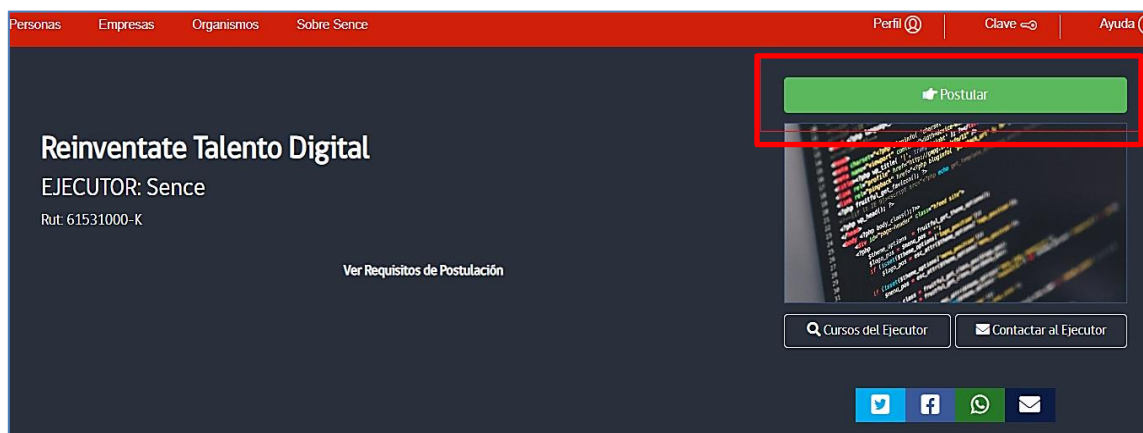 Personas Empresas Organismos Sobre Sence Perfil Clave Ayuda
Postular
Reinventate Talento Digital
EJECUTOR: Sence
Rut: 61531000-K
Ver Requisitos de Postulación
Cursos del Ejecutor Contactar al Ejecutor